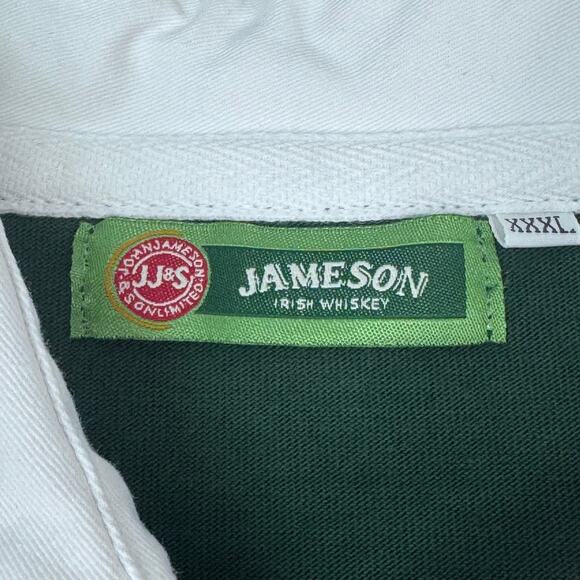 JOHN JAMESON
& SON LIMITED.
JJ&S
JAMESON
IRISH WHISKEY
XXXL